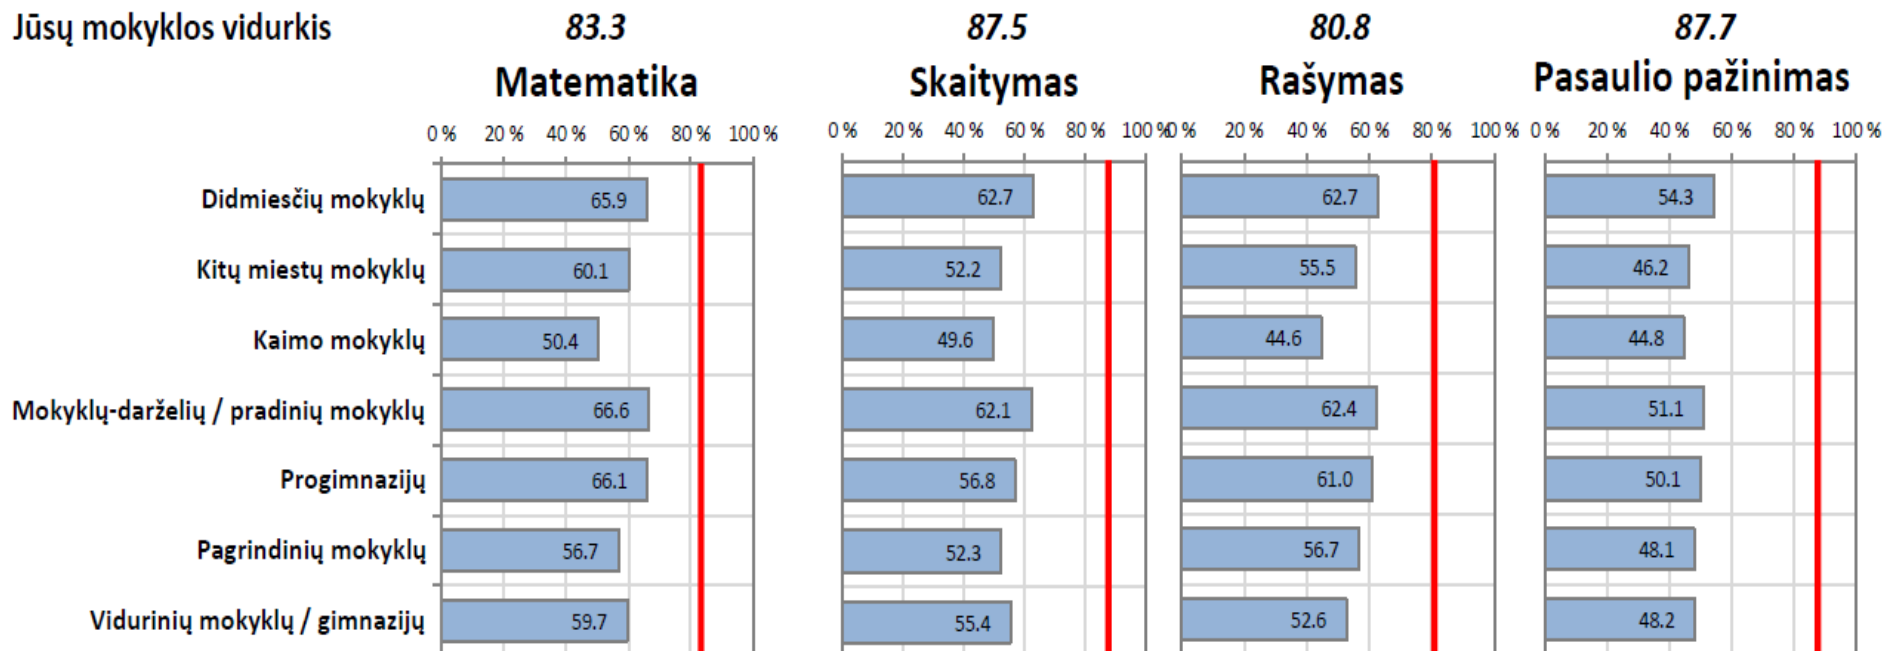 Jūsų mokyklos vidurkis 83.3 87.5 80.8 87.7
Matematika Skaitymas Rašymas Pasaulio pažinimas
0 % 20 % 40 % 60 % 80 % 100 % 0 % 20 % 40 % 60 % 80 % 100 % 0 % 20 % 40 % 60 % 80 % 100 % 0 % 20 % 40 % 60 % 80 % 100 %
Didmiesčių mokyklų 65.9 62.7 62.7 54.3
Kitų miestų mokyklų 60.1 52.2 55.5 46.2
Kaimo mokyklų 50.4 49.6 44.6 44.8
Mokyklų-darželių / pradinių mokyklų 66.6 62.1 62.4 51.1
Progimnazijų 66.1 56.8 61.0 50.1
Pagrindinių mokyklų 56.7 52.3 56.7 48.1
Vidurinių mokyklų / gimnazijų 59.7 55.4 52.6 48.2